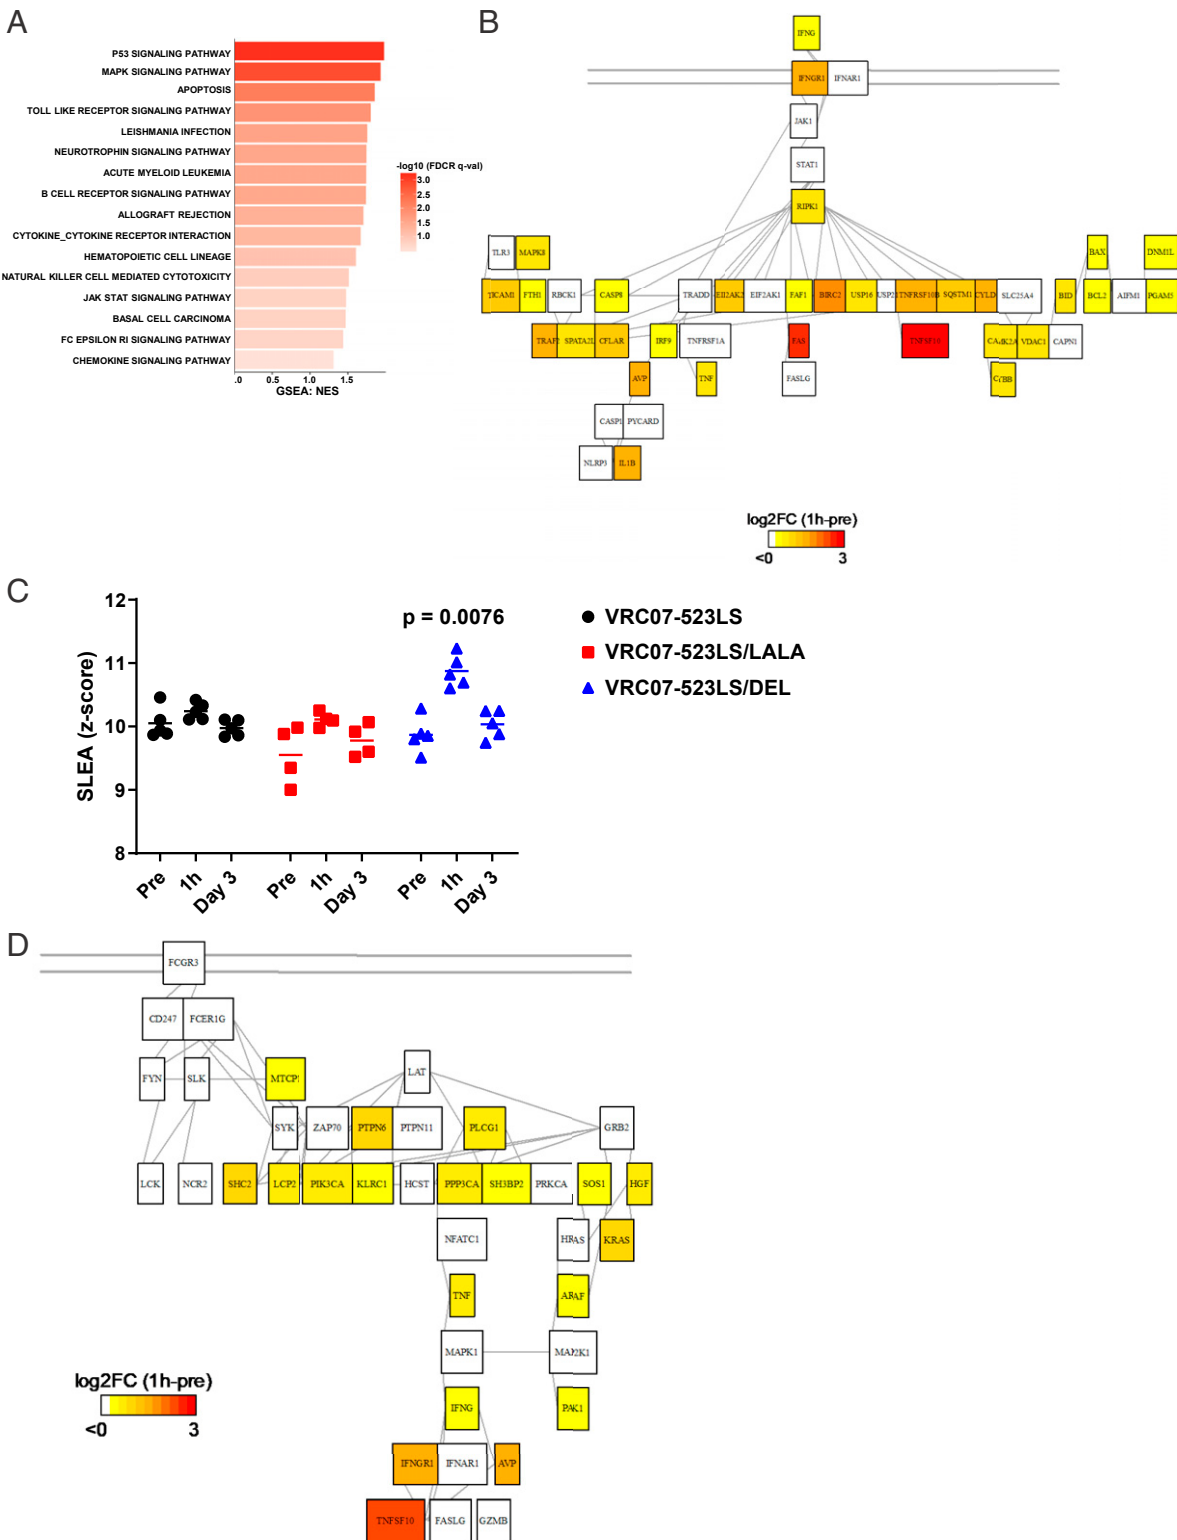 A
P53 SIGNALING PATHWAY
MAPK SIGNALING PATHWAY
APOPTOSIS
TOLL LIKE RECEPTOR SIGNALING PATHWAY
LEISHMANIA INFECTION
NEUROTROPHIN SIGNALING PATHWAY
ACUTE MYELOID LEUKEMIA
B CELL RECEPTOR SIGNALING PATHWAY
ALLOGRAFT REJECTION
CYTOKINE_CYTOKINE RECEPTOR INTERACTION
HEMATOPOIETIC CELL LINEAGE
NATURAL KILLER CELL MEDIATED CYTOTOXICITY
JAK STAT SIGNALING PATHWAY
BASAL CELL CARCINOMA
FC EPSILON RI SIGNALING PATHWAY
CHEMOKINE SIGNALING PATHWAY
.0 0.5 1.0 1.5
GSEA: NES
-log10 (FDCR q-val)
3.0
2.5
2.0
1.5
1.0
B
IFNG
IFNGR1 IFNAR1
JAK1
STAT1
RIPK1
TLR3 MAPK8 BAX DNM1L
TICAM1 FTH1 RBCK1 CASP8 TRADD EII2AK2 EIF2AK1 FAF1 BIRC2 USP16 USP21 TNFRSF10B SQSTM1 CYLD SLC25A4 BID BCL2 AIFM1 PGAM5
TRAF2 SPATA2L CFLAR IRF9 TNFRSF1A FAS TNFSF10 CAMK2A VDAC1 CAPN1
AVP TNF FASLG CYBB
CASP1 PYCARD
NLRP3 IL1B
log2FC (1h-pre)
<0 3
C
12
11
10
9
8
SLEA (z-score)
p = 0.0076
Pre 1h Day 3 Pre 1h Day 3 Pre 1h Day 3
VRC07-523LS
VRC07-523LS/LALA
VRC07-523LS/DEL
D
FCGR3
CD247 FCER1G
FYN SLK MTCP1 LAT
SYK ZAP70 PTPN6 PTPN11 PLCG1 GRB2
LCK NCR2 SHC2 LCP2 PIK3CA KLRC1 HCST PPP3CA SH3BP2 PRKCA SOS1 HGF
NFATC1 HRAS KRAS
TNF ARAF
MAPK1 MAP2K1
IFNG PAK1
IFNGR1 IFNAR1 AVP
TNFSF10 FASLG GZMB
log2FC (1h-pre)
<0 3